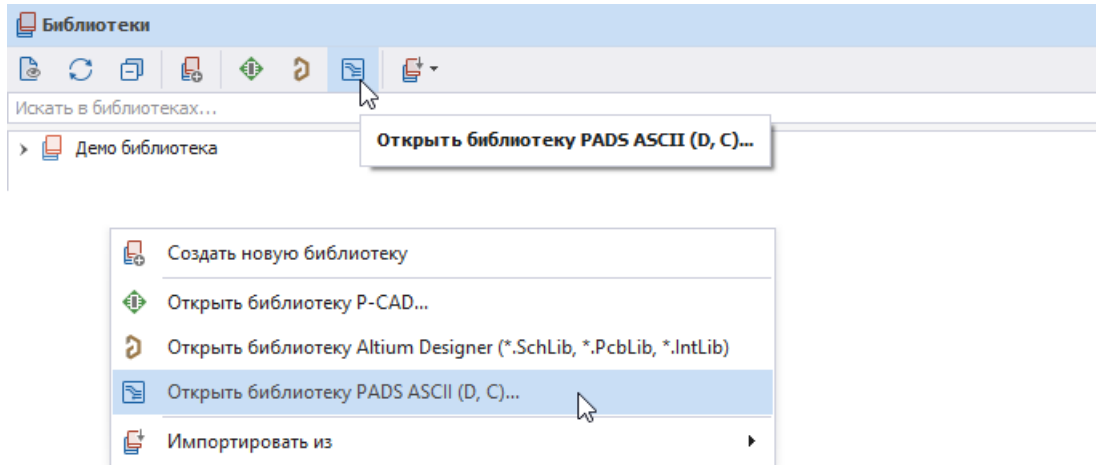 Библиотеки
Искать в библиотеках...
Открыть библиотеку PADS ASCII (D, C)...
Демо библиотека
Создать новую библиотеку
Открыть библиотеку P-CAD...
Открыть библиотеку Altium Designer (*.SchLib, *.PcbLib, *.IntLib)
Открыть библиотеку PADS ASCII (D, C)...
Импортировать из